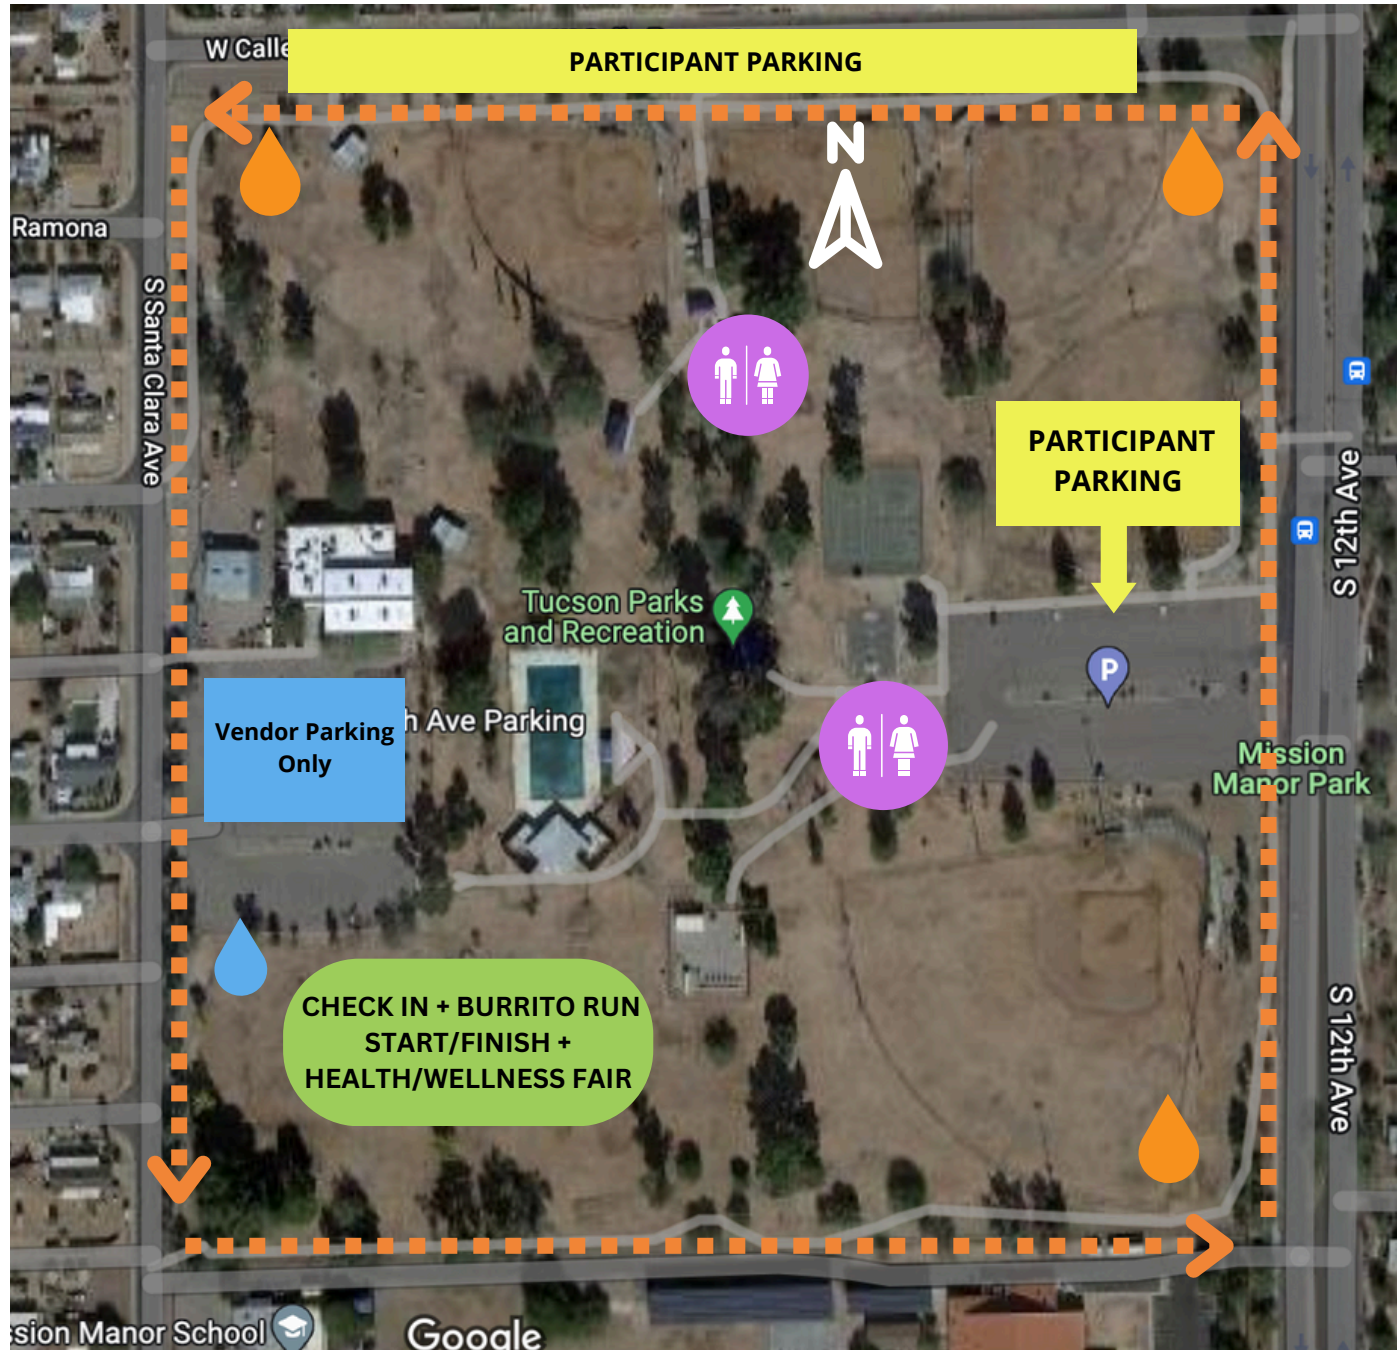 W Calle
PARTICIPANT PARKING
N
Ramona
S Santa Clara Ave
PARTICIPANT
PARKING
S 12th Ave
Tucson Parks
and Recreation
P
Vendor Parking
Only
h Ave Parking
Mission
Manor Park
CHECK IN + BURRITO RUN
START/FINISH +
HEALTH/WELLNESS FAIR
S 12th Ave
ssion Manor School
Google